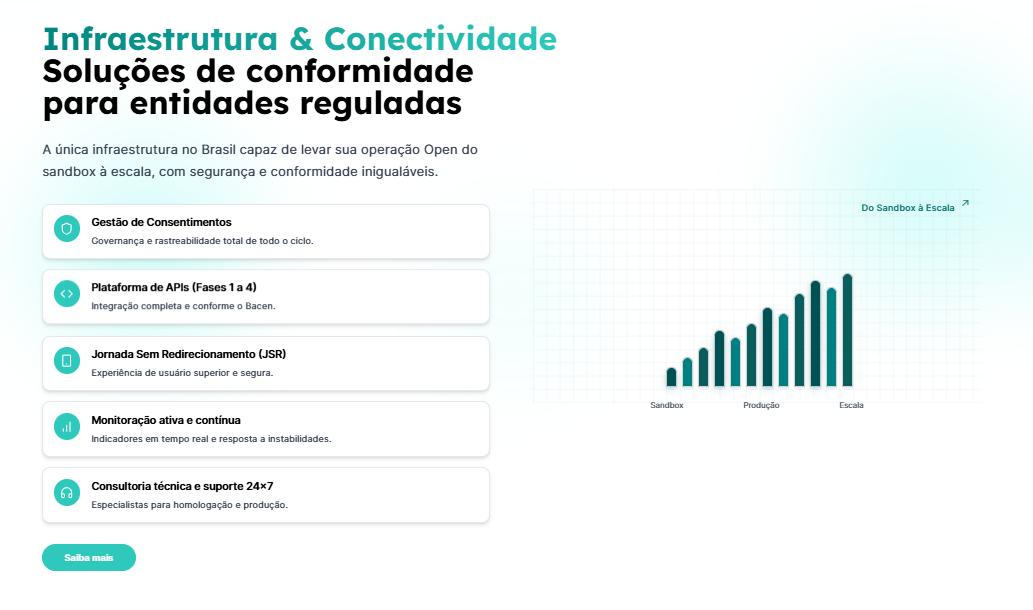 Infraestrutura & Conectividade
Soluções de conformidade
para entidades reguladas
A única infraestrutura no Brasil capaz de levar sua operação Open do
sandbox à escala, com segurança e conformidade inigualáveis.
Gestão de Consentimentos
Governança e rastreabilidade total de todo o ciclo.
Plataforma de APIs (Fases 1 a 4)
Integração completa e conforme o Bacen.
Jornada Sem Redirecionamento (JSR)
Experiência de usuário superior e segura.
Monitoração ativa e contínua
Indicadores em tempo real e resposta a instabilidades.
Consultoria técnica e suporte 24×7
Especialistas para homologação e produção.
Saiba mais
Do Sandbox à Escala
Sandbox Produção Escala